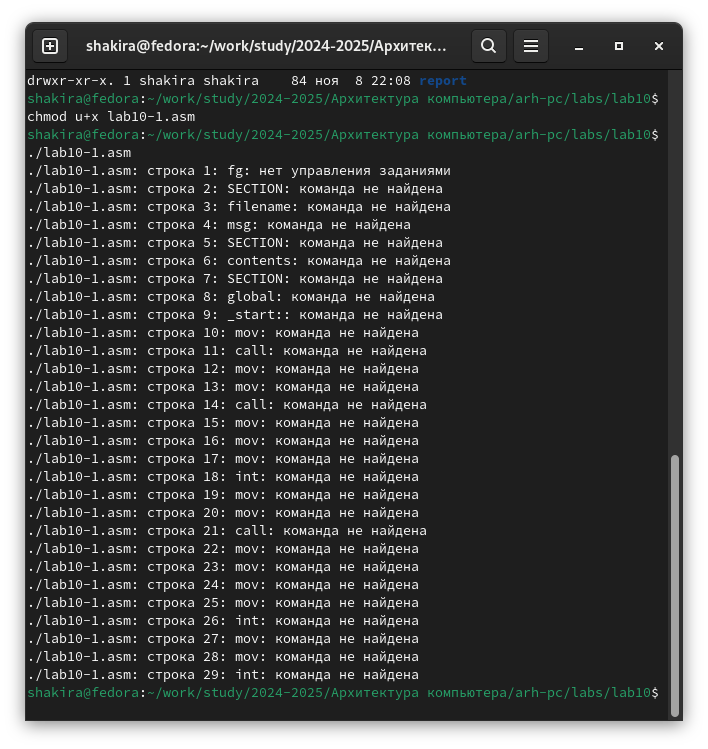 shakira@fedora:~/work/study/2024-2025/Архитек...
drwxr-xr-x. 1 shakira shakira    84 ноя  8 22:08 report
shakira@fedora:~/work/study/2024-2025/Архитектура компьютера/arh-pc/labs/lab10$
chmod u+x lab10-1.asm
shakira@fedora:~/work/study/2024-2025/Архитектура компьютера/arh-pc/labs/lab10$
./lab10-1.asm
./lab10-1.asm: строка 1: fg: нет управления заданиями
./lab10-1.asm: строка 2: SECTION: команда не найдена
./lab10-1.asm: строка 3: filename: команда не найдена
./lab10-1.asm: строка 4: msg: команда не найдена
./lab10-1.asm: строка 5: SECTION: команда не найдена
./lab10-1.asm: строка 6: contents: команда не найдена
./lab10-1.asm: строка 7: SECTION: команда не найдена
./lab10-1.asm: строка 8: global: команда не найдена
./lab10-1.asm: строка 9: _start:: команда не найдена
./lab10-1.asm: строка 10: mov: команда не найдена
./lab10-1.asm: строка 11: call: команда не найдена
./lab10-1.asm: строка 12: mov: команда не найдена
./lab10-1.asm: строка 13: mov: команда не найдена
./lab10-1.asm: строка 14: call: команда не найдена
./lab10-1.asm: строка 15: mov: команда не найдена
./lab10-1.asm: строка 16: mov: команда не найдена
./lab10-1.asm: строка 17: mov: команда не найдена
./lab10-1.asm: строка 18: int: команда не найдена
./lab10-1.asm: строка 19: mov: команда не найдена
./lab10-1.asm: строка 20: mov: команда не найдена
./lab10-1.asm: строка 21: call: команда не найдена
./lab10-1.asm: строка 22: mov: команда не найдена
./lab10-1.asm: строка 23: mov: команда не найдена
./lab10-1.asm: строка 24: mov: команда не найдена
./lab10-1.asm: строка 25: mov: команда не найдена
./lab10-1.asm: строка 26: int: команда не найдена
./lab10-1.asm: строка 27: mov: команда не найдена
./lab10-1.asm: строка 28: mov: команда не найдена
./lab10-1.asm: строка 29: int: команда не найдена
shakira@fedora:~/work/study/2024-2025/Архитектура компьютера/arh-pc/labs/lab10$